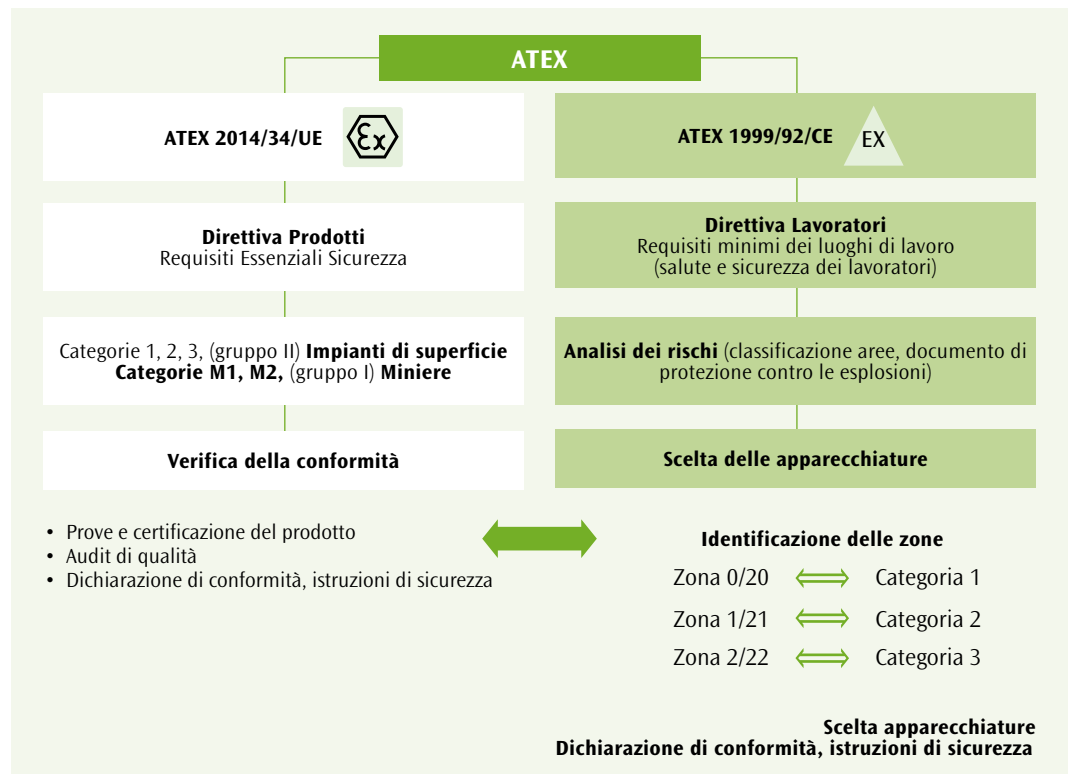 ATEX
ATEX 2014/34/UE
Ex
Direttiva Prodotti
Requisiti Essenziali Sicurezza
Categorie 1, 2, 3, (gruppo II) Impianti di superficie
Categorie M1, M2, (gruppo I) Miniere
Verifica della conformità
• Prove e certificazione del prodotto
• Audit di qualità
• Dichiarazione di conformità, istruzioni di sicurezza
ATEX 1999/92/CE
EX
Direttiva Lavoratori
Requisiti minimi dei luoghi di lavoro
(salute e sicurezza dei lavoratori)
Analisi dei rischi (classificazione aree, documento di
protezione contro le esplosioni)
Scelta delle apparecchiature
Identificazione delle zone
Zona 0/20 Categoria 1
Zona 1/21 Categoria 2
Zona 2/22 Categoria 3
Scelta apparecchiature
Dichiarazione di conformità, istruzioni di sicurezza